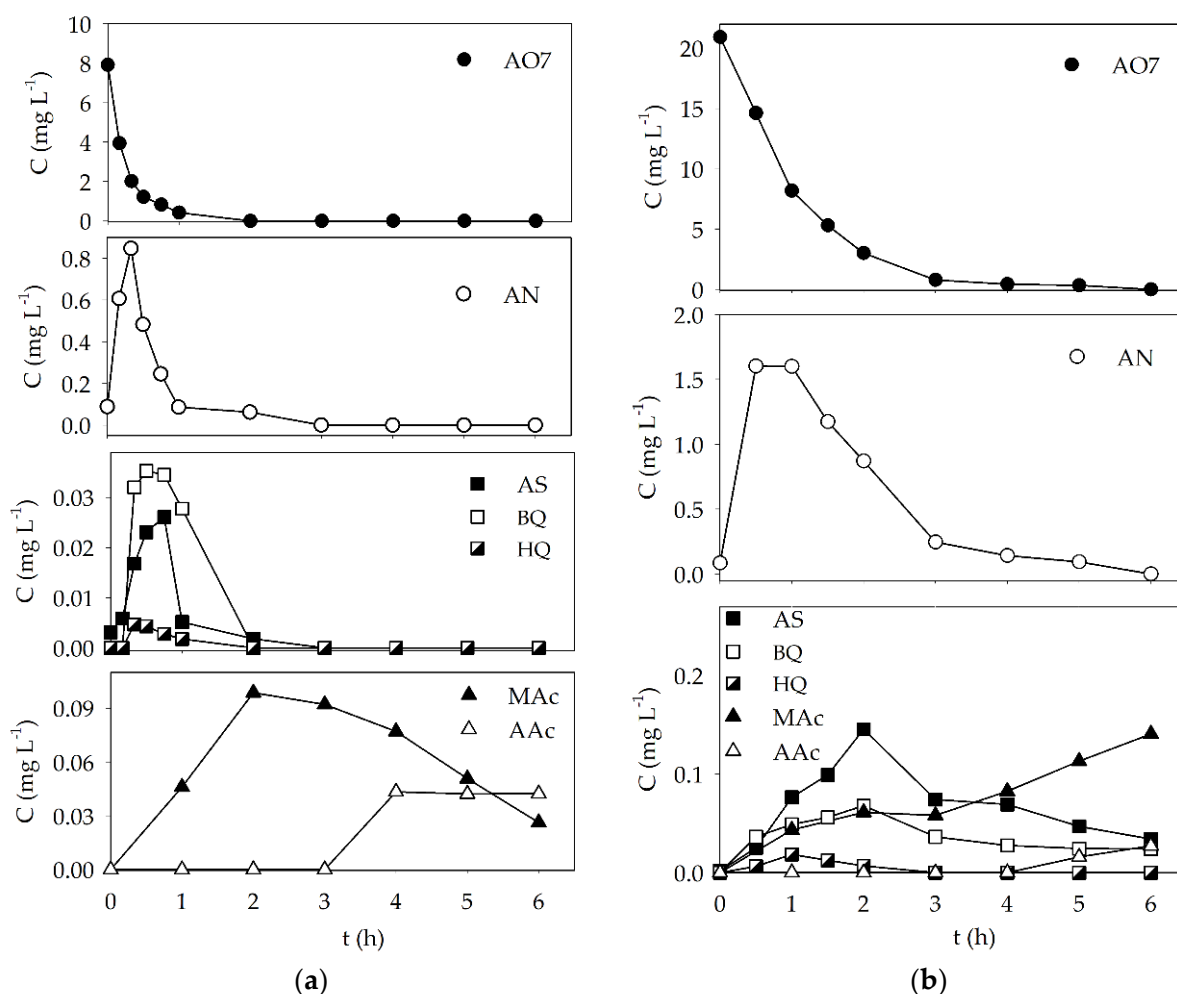 10
8
6
4
2
0
C (mg L⁻¹)
AO7
0.8
0.6
0.4
0.2
0.0
C (mg L⁻¹)
AN
0.03
0.02
0.01
0.00
C (mg L⁻¹)
AS
BQ
HQ
0.09
0.06
0.03
0.00
C (mg L⁻¹)
MAc
AAc
0 1 2 3 4 5 6
t (h)
(a)
20
15
10
5
0
C (mg L⁻¹)
AO7
2.0
1.5
1.0
0.5
0.0
C (mg L⁻¹)
AN
0.2
0.1
0.0
C (mg L⁻¹)
AS
BQ
HQ
MAc
AAc
0 1 2 3 4 5 6
t (h)
(b)